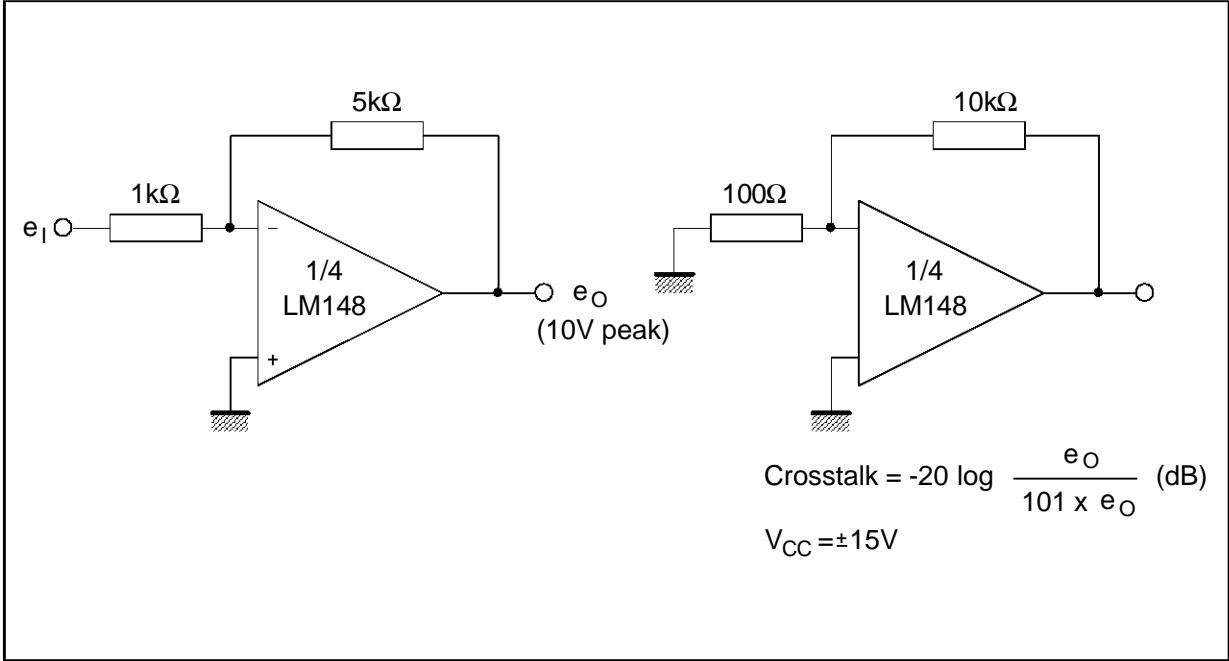 5kΩ
1kΩ
e_I
−
+
1/4
LM148
e_O
(10V peak)
10kΩ
100Ω
1/4
LM148
Crosstalk = -20 log e_O / 101 x e_O (dB)
V_CC =±15V